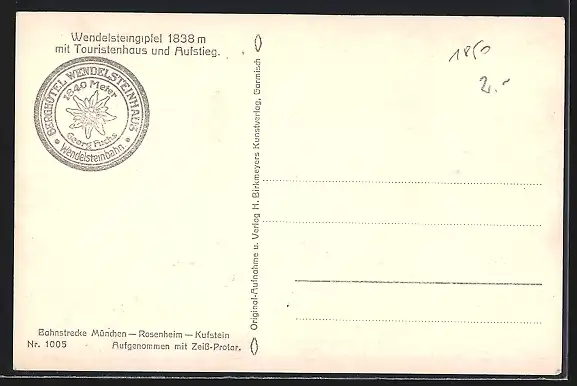 Wendelsteingipfel 1838 m
mit Touristenhaus und Aufstieg.
BERGHOTEL WENDELSTEINHAUS
1840 Meter
Georg Fuchs
* Wendelsteinbahn *
Original-Aufnahme u. Verlag H. Birkmeyers Kunstverlag, Garmisch
1850
2.-
Bahnstrecke München — Rosenheim — Kufstein
Nr. 1005 Aufgenommen mit Zeiß-Protar.